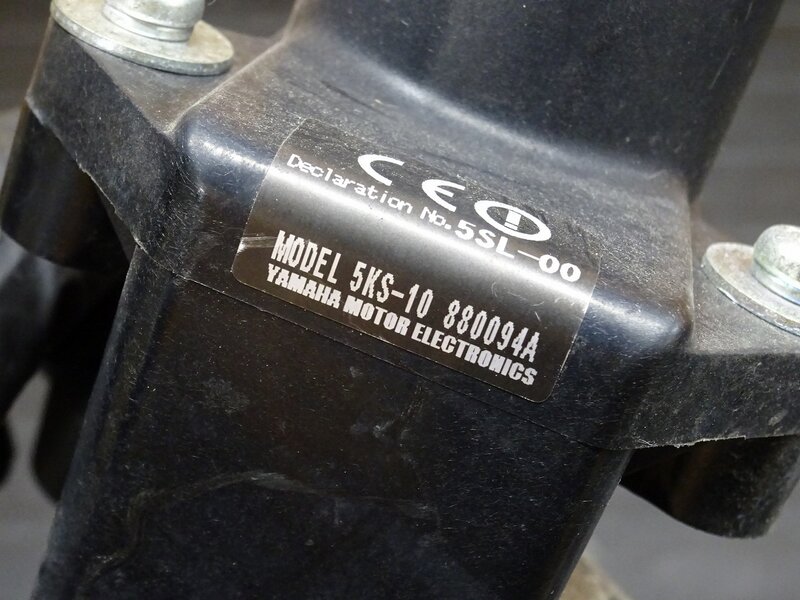 CE
Declaration No.5SL-00
MODEL 5KS-10 880094A
YAMAHA MOTOR ELECTRONICS